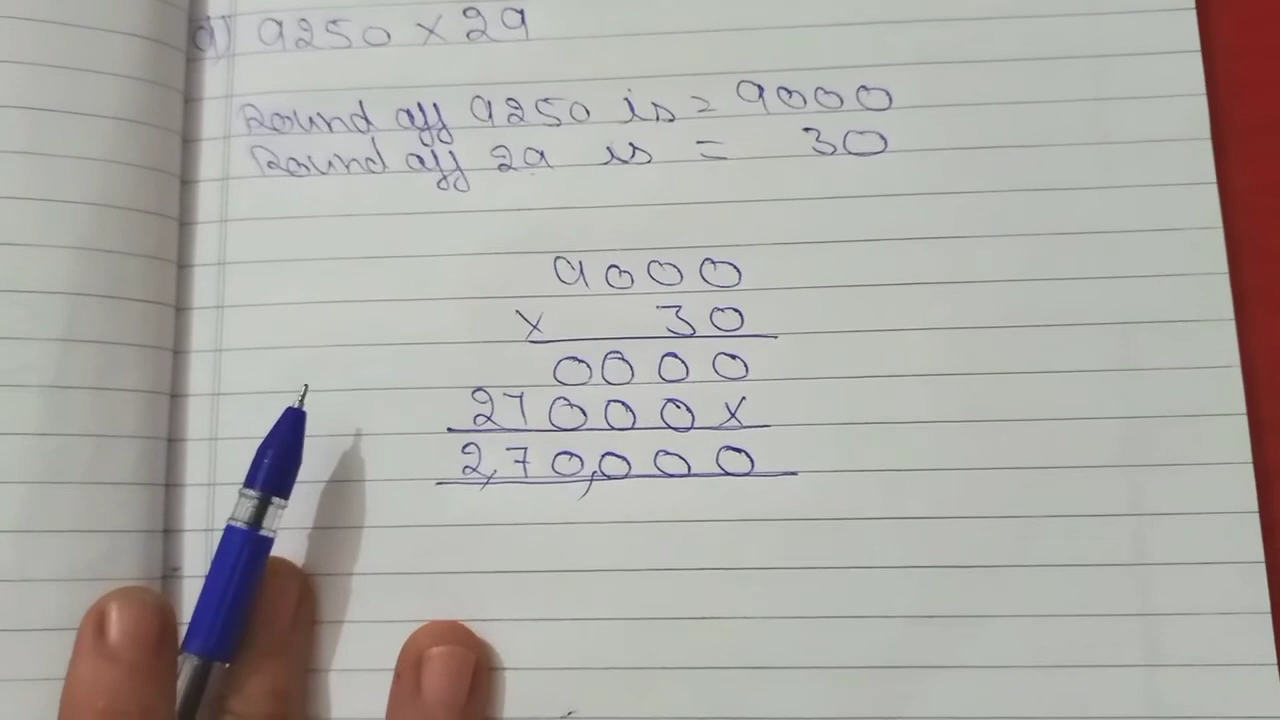 d) 9250 × 29
Round off 9250 is = 9000
Round off 29 is = 30
9000
× 30
0000
27000×
2,70,000